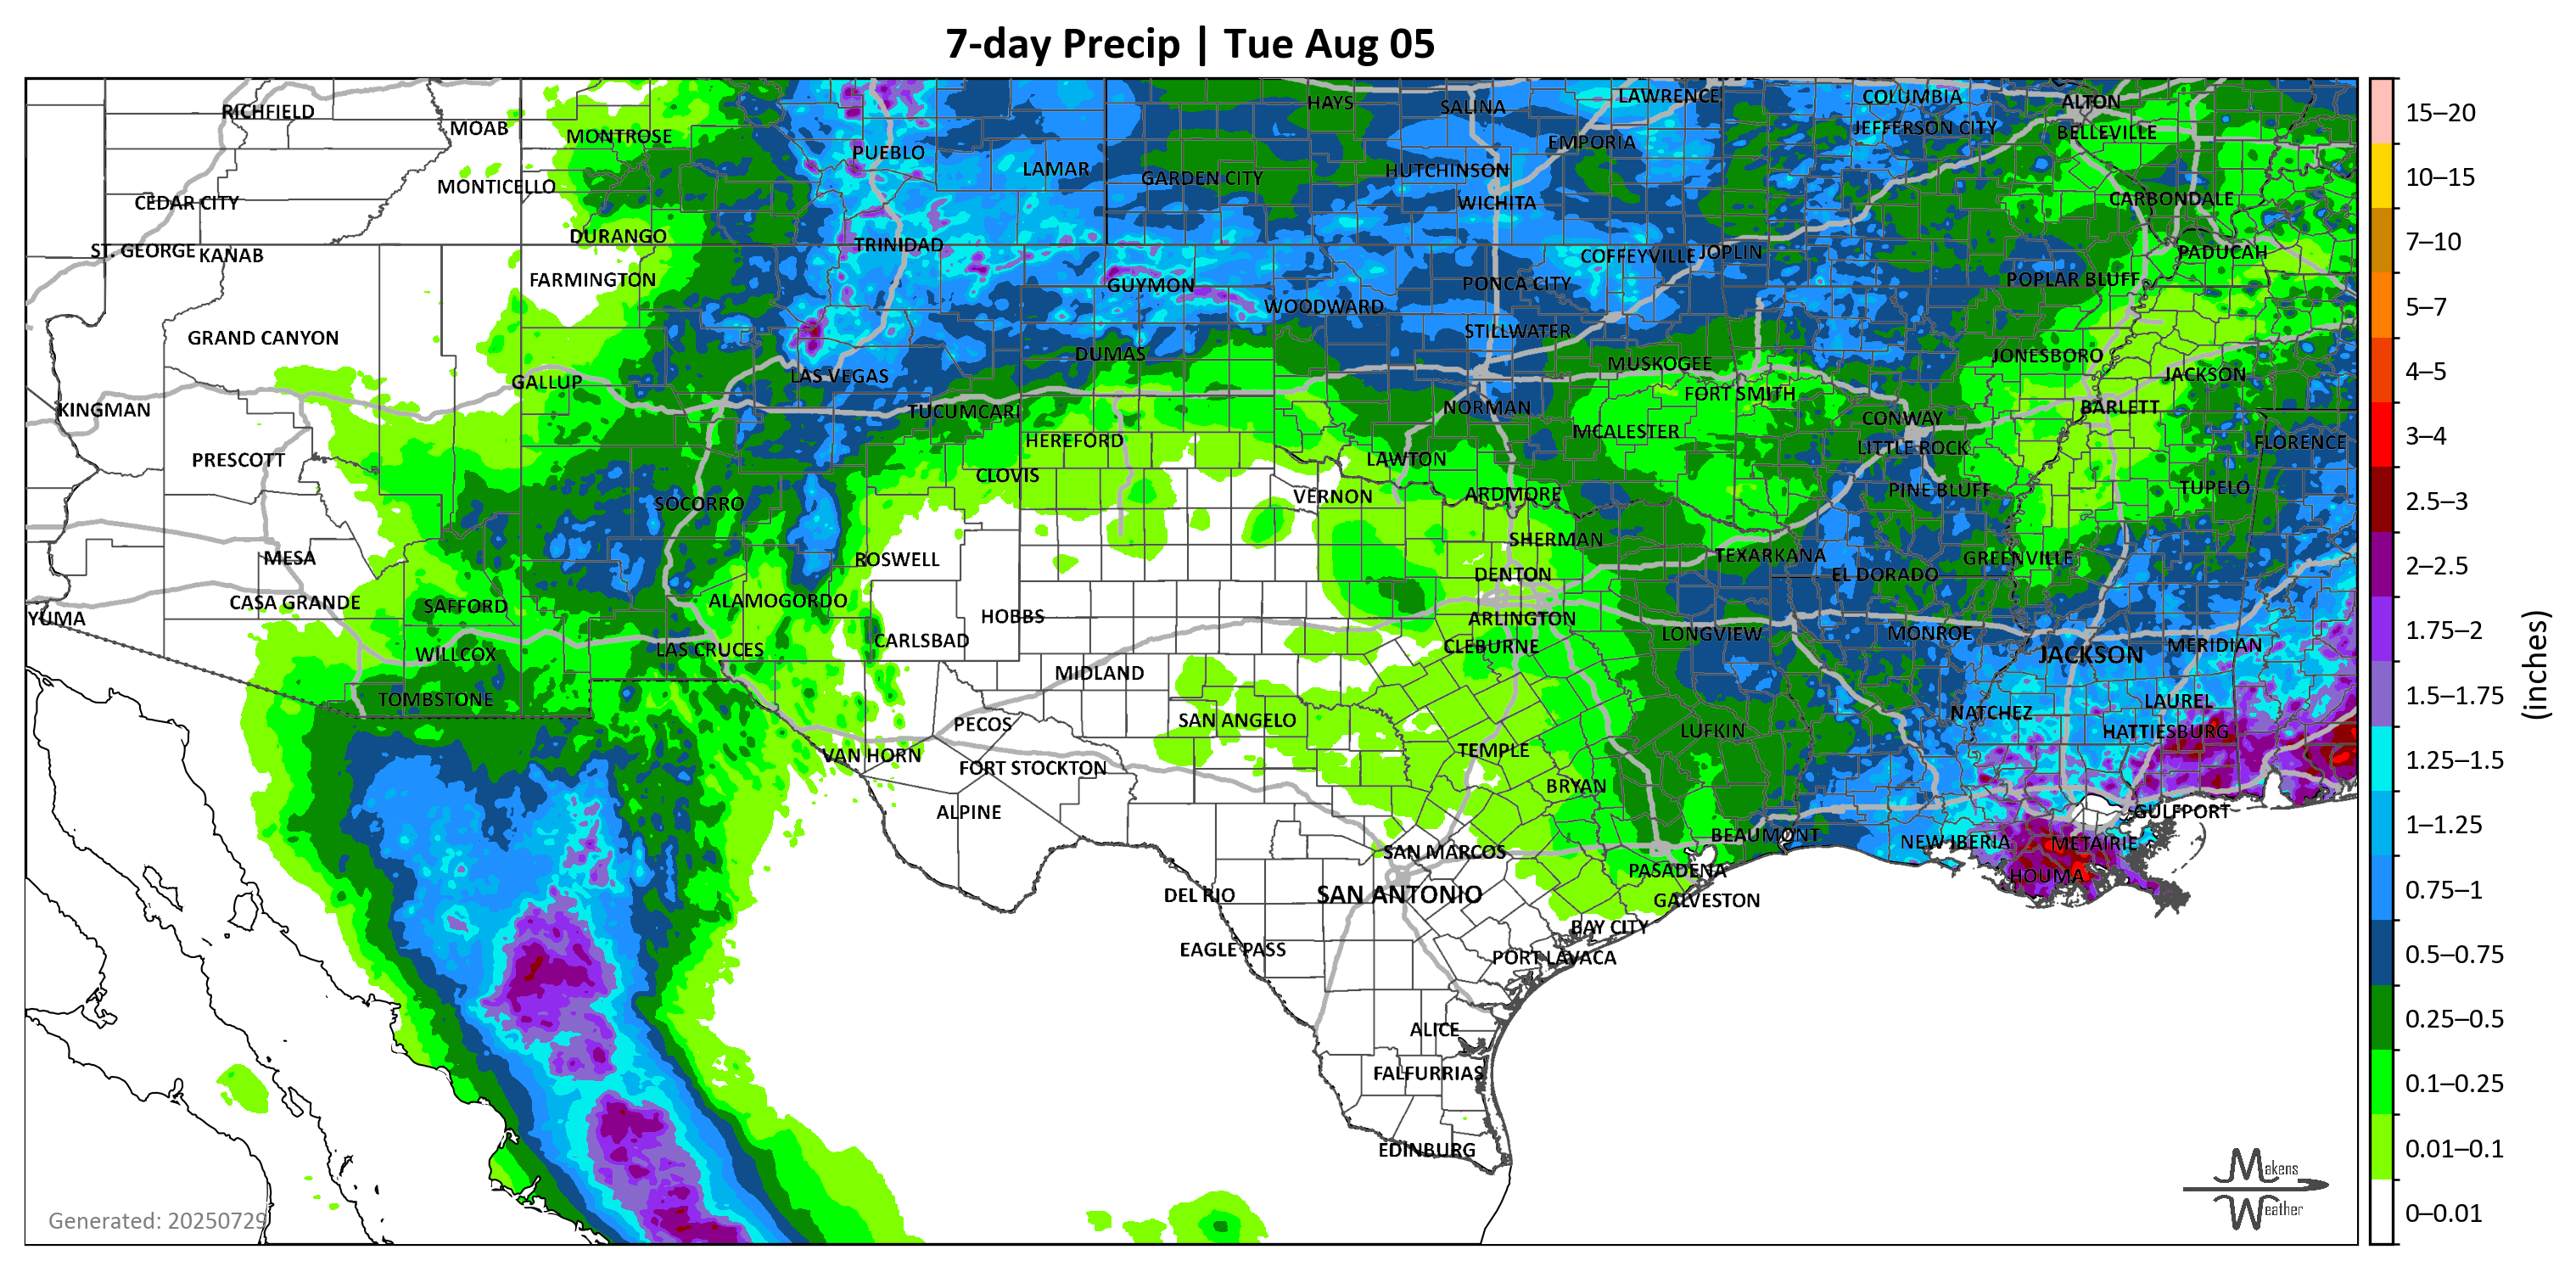 7-day Precip | Tue Aug 05
RICHFIELD
MOAB
MONTROSE
PUEBLO
LAMAR
HAYS
SALINA
LAWRENCE
COLUMBIA
ALTON
JEFFERSON CITY
BELLEVILLE
EMPORIA
HUTCHINSON
GARDEN CITY
MONTICELLO
CEDAR CITY
WICHITA
CARBONDALE
DURANGO
TRINIDAD
ST. GEORGE
KANAB
COFFEYVILLE
JOPLIN
PADUCAH
FARMINGTON
GUYMON
PONCA CITY
POPLAR BLUFF
WOODWARD
GRAND CANYON
STILLWATER
DUMAS
JONESBORO
MUSKOGEE
LAS VEGAS
GALLUP
JACKSON
FORT SMITH
KINGMAN
TUCUMCARI
NORMAN
BARLETT
CONWAY
HEREFORD
MCALESTER
LITTLE ROCK
FLORENCE
PRESCOTT
LAWTON
CLOVIS
VERNON
ARDMORE
PINE BLUFF
TUPELO
SOCORRO
SHERMAN
MESA
ROSWELL
TEXARKANA
GREENVILLE
DENTON
EL DORADO
CASA GRANDE
SAFFORD
ALAMOGORDO
YUMA
HOBBS
ARLINGTON
CARLSBAD
LONGVIEW
MONROE
CLEBURNE
MERIDIAN
WILLCOX
LAS CRUCES
JACKSON
MIDLAND
TOMBSTONE
LAUREL
NATCHEZ
PECOS
SAN ANGELO
LUFKIN
HATTIESBURG
VAN HORN
TEMPLE
FORT STOCKTON
BRYAN
ALPINE
GULFPORT
BEAUMONT
NEW IBERIA
METAIRIE
SAN MARCOS
PASADENA
HOUMA
DEL RIO
SAN ANTONIO
GALVESTON
BAY CITY
EAGLE PASS
PORT LAVACA
ALICE
FALFURRIAS
EDINBURG
Generated: 20250729
Makens
Weather
15–20
10–15
7–10
5–7
4–5
3–4
2.5–3
2–2.5
1.75–2
1.5–1.75
1.25–1.5
1–1.25
0.75–1
0.5–0.75
0.25–0.5
0.1–0.25
0.01–0.1
0–0.01
(inches)